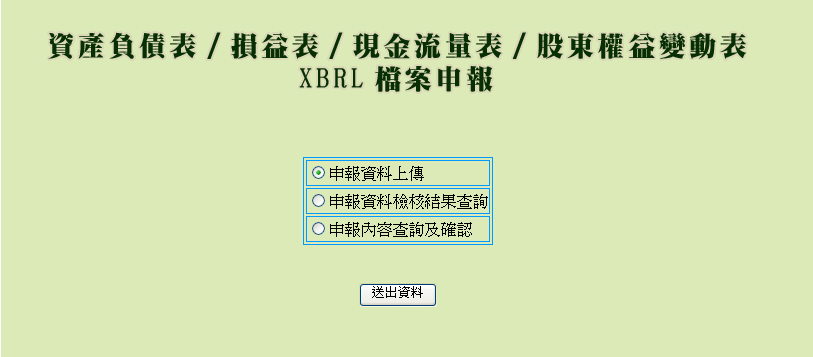 資產負債表 / 損益表 / 現金流量表 / 股東權益變動表
XBRL 檔案申報
申報資料上傳
申報資料檢核結果查詢
申報內容查詢及確認
送出資料